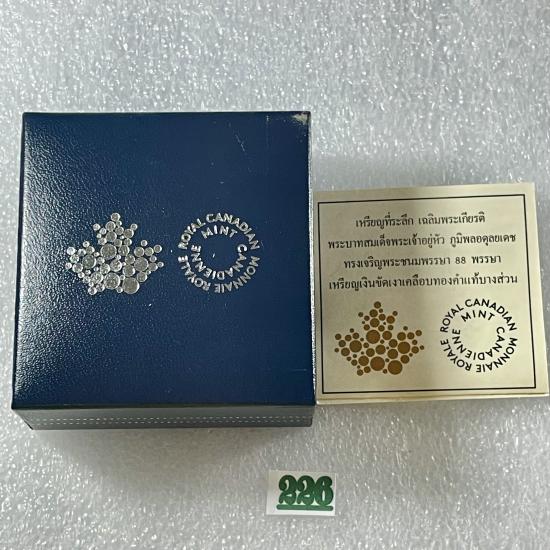 ROYAL CANADIAN MINT
MONNAIE ROYALE CANADIENNE
เหรียญที่ระลึก เฉลิมพระเกียรติ
พระบาทสมเด็จพระเจ้าอยู่หัว ภูมิพลอดุลยเดช
ทรงเจริญพระชนมพรรษา 88 พรรษา
เหรียญเงินขัดเงาเคลือบทองคำแท้บางส่วน
ROYAL CANADIAN MINT
MONNAIE ROYALE CANADIENNE
226